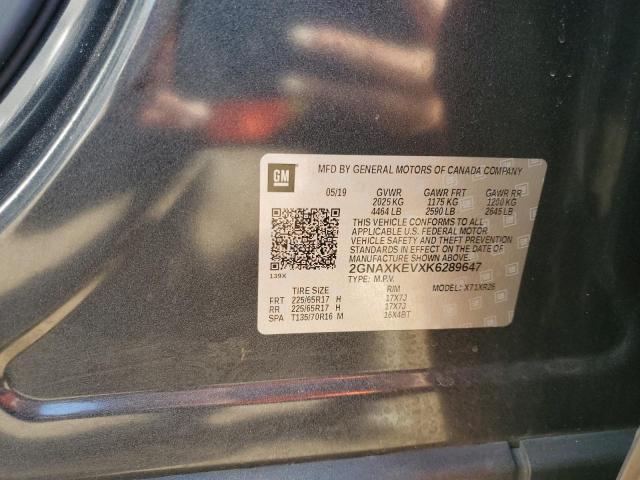 GM
MFD BY GENERAL MOTORS OF CANADA COMPANY
05/19 GVWR GAWR FRT GAWR RR
2025 KG 1175 KG 1200 KG
4464 LB 2590 LB 2645 LB
THIS VEHICLE CONFORMS TO ALL
APPLICABLE U.S. FEDERAL MOTOR
VEHICLE SAFETY AND THEFT PREVENTION
STANDARDS IN EFFECT ON THE DATE OF
MANUFACTURE SHOWN ABOVE.
2GNAXKEVXK6289647
139X
TYPE: M.P.V. MODEL: X71XR26
TIRE SIZE RIM
FRT 225/65R17 H 17X7J
RR 225/65R17 H 17X7J
SPA T135/70R16 M 16X4BT